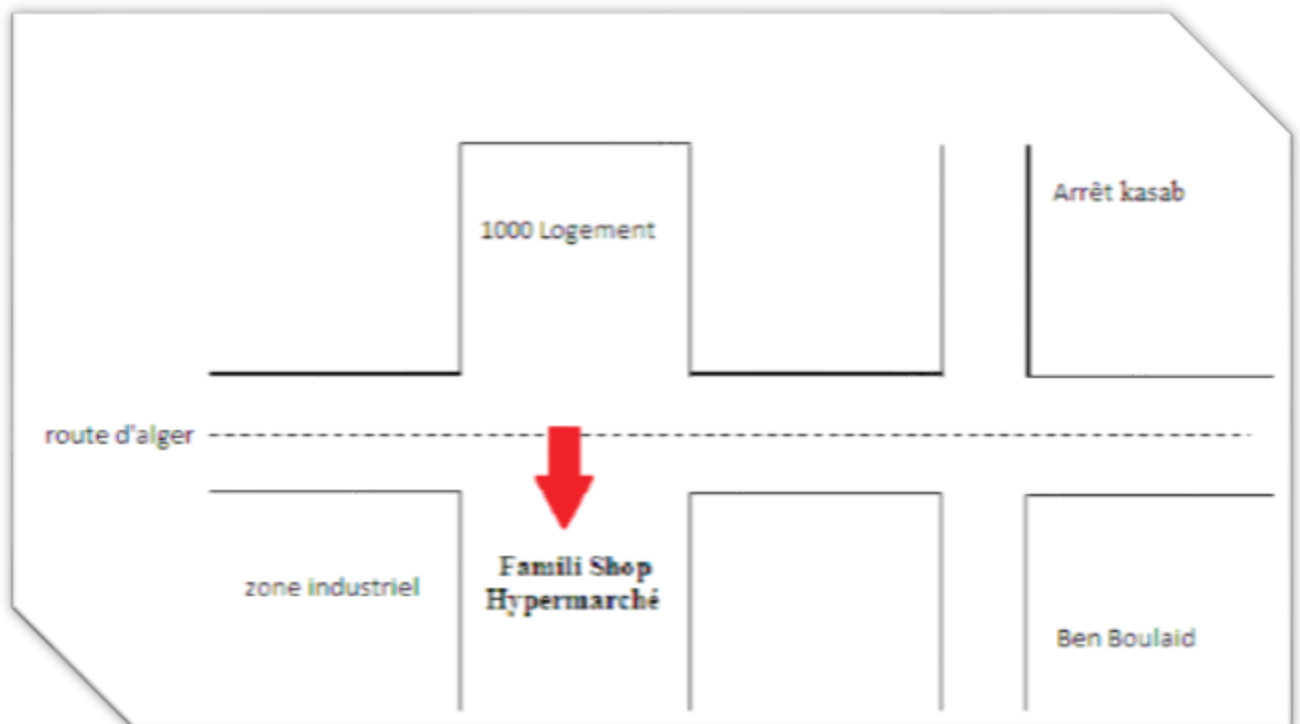 1000 Logement
Arrêt kasab
route d'alger
zone industriel
Famili Shop
Hypermarché
Ben Boulaid